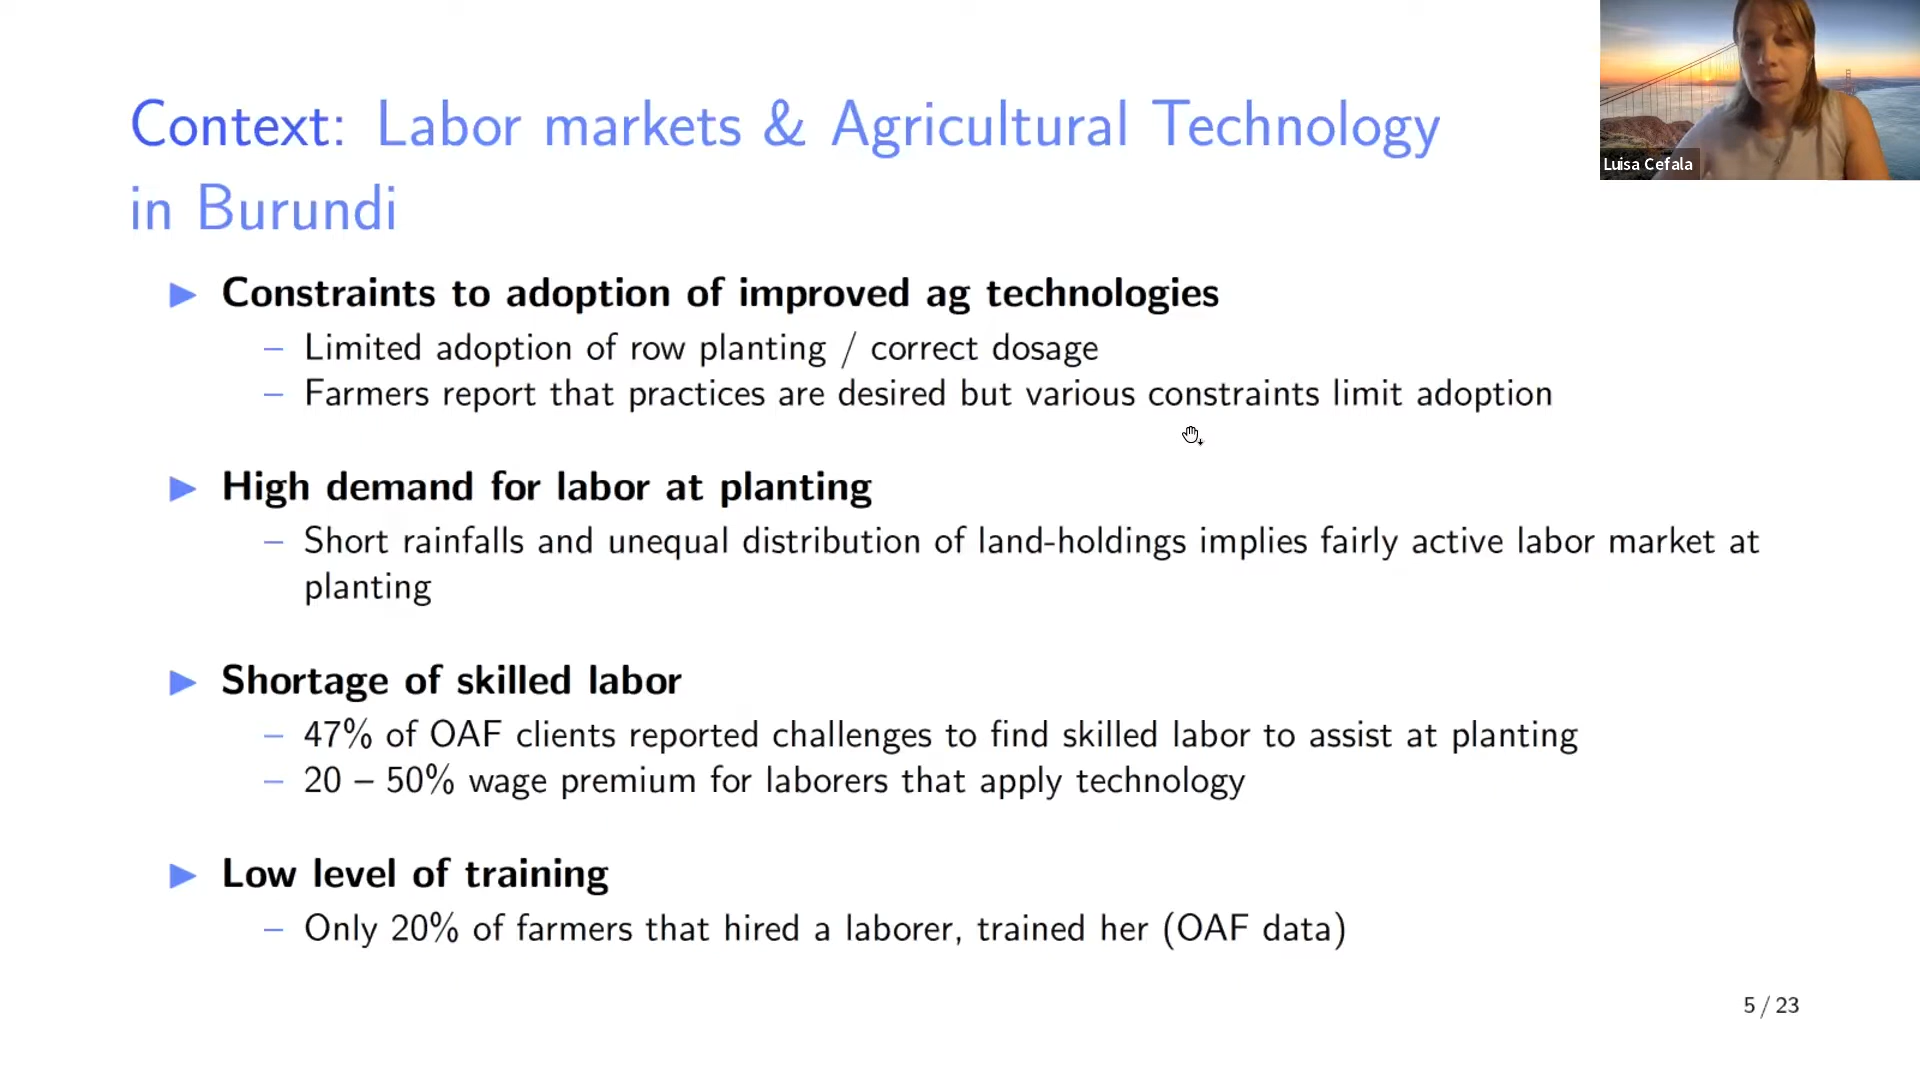 Context: Labor markets & Agricultural Technology
in Burundi
Luisa Cefala
▶ Constraints to adoption of improved ag technologies
– Limited adoption of row planting / correct dosage
– Farmers report that practices are desired but various constraints limit adoption
▶ High demand for labor at planting
– Short rainfalls and unequal distribution of land-holdings implies fairly active labor market at
planting
▶ Shortage of skilled labor
– 47% of OAF clients reported challenges to find skilled labor to assist at planting
– 20 – 50% wage premium for laborers that apply technology
▶ Low level of training
– Only 20% of farmers that hired a laborer, trained her (OAF data)
5 / 23